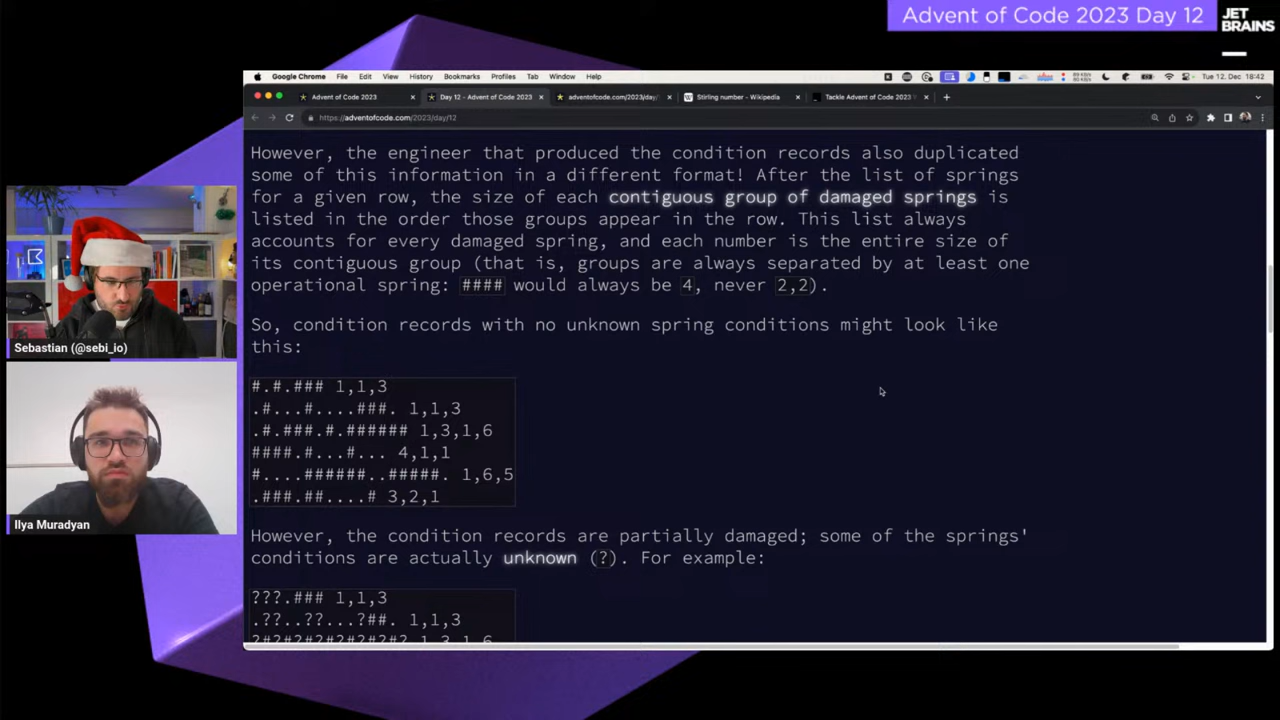 Advent of Code 2023 Day 12
JET
BRAINS
Google Chrome File Edit View History Bookmarks Profiles Tab Window Help
Tue 12. Dec 18:42
Advent of Code 2023
Day 12 - Advent of Code 2023
adventofcode.com/2023/day/
Stirling number - Wikipedia
Tackle Advent of Code 2023
https://adventofcode.com/2023/day/12
However, the engineer that produced the condition records also duplicated
some of this information in a different format! After the list of springs
for a given row, the size of each contiguous group of damaged springs is
listed in the order those groups appear in the row. This list always
accounts for every damaged spring, and each number is the entire size of
its contiguous group (that is, groups are always separated by at least one
operational spring: #### would always be 4, never 2,2).
So, condition records with no unknown spring conditions might look like
this:
#.#.### 1,1,3
.#...#....###. 1,1,3
.#.###.#.###### 1,3,1,6
####.#...#... 4,1,1
#....######..#####. 1,6,5
.###.##....# 3,2,1
However, the condition records are partially damaged; some of the springs'
conditions are actually unknown (?). For example:
???.### 1,1,3
.??..??...?##. 1,1,3
?#?#?#?#?#?#?#? 1,3,1,6
Sebastian (@sebi_io)
Ilya Muradyan